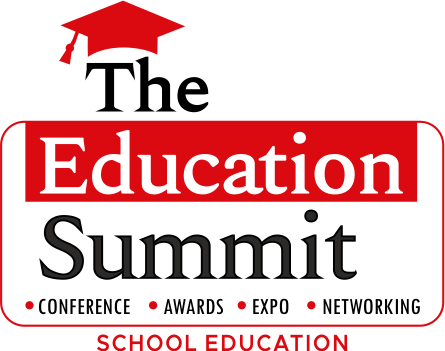 The
Education
Summit
• CONFERENCE • AWARDS • EXPO • NETWORKING
SCHOOL EDUCATION